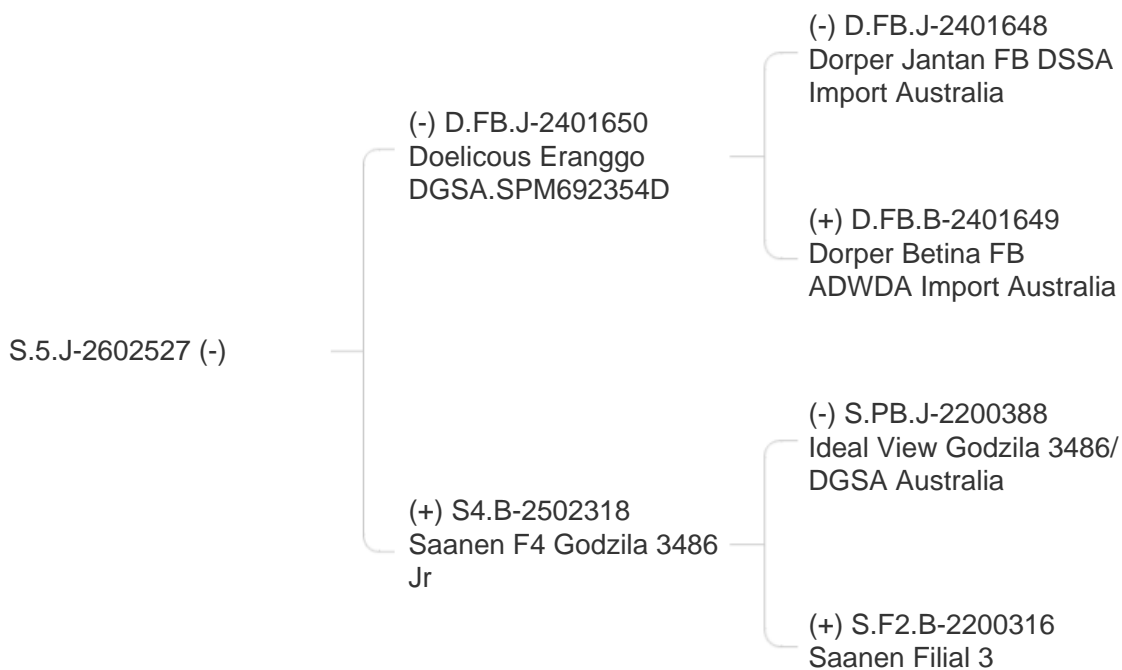 (-) D.FB.J-2401648
Dorper Jantan FB DSSA
Import Australia
(-) D.FB.J-2401650
Doelicous Eranggo
DGSA.SPM692354D
(+) D.FB.B-2401649
Dorper Betina FB
ADWDA Import Australia
S.5.J-2602527 (-)
(-) S.PB.J-2200388
Ideal View Godzila 3486/
DGSA Australia
(+) S4.B-2502318
Saanen F4 Godzila 3486
Jr
(+) S.F2.B-2200316
Saanen Filial 3